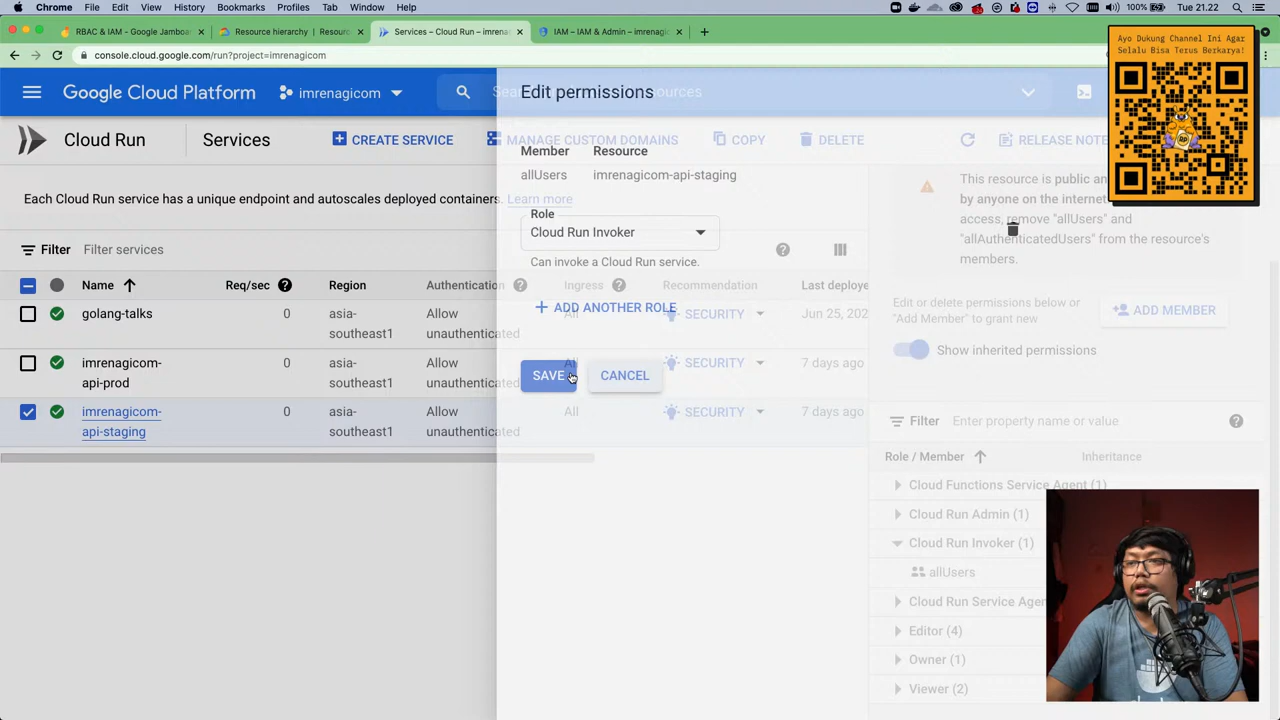 Chrome File Edit View History Bookmarks Profiles Tab Window Help
100% Tue 21.22
RBAC & IAM – Google Jamboa
Resource hierarchy | Resourc
Services – Cloud Run – imrena
IAM – IAM & Admin – imrenagic
console.cloud.google.com/run?project=imrenagicom
Ayo Dukung Channel Ini Agar
Selalu Bisa Terus Berkarya!
Google Cloud Platform
imrenagicom
Edit permissions
Cloud Run
Services
CREATE SERVICE
MANAGE CUSTOM DOMAINS
COPY
DELETE
RELEASE NOTE
Member
Resource
allUsers
imrenagicom-api-staging
Each Cloud Run service has a unique endpoint and autoscales deployed containers. Learn more
Role
Cloud Run Invoker
Can invoke a Cloud Run service.
ADD ANOTHER ROLE
SAVE
CANCEL
Filter Filter services
Name
Req/sec
Region
Authentication
Ingress
Recommendation
Last deploye
golang-talks
0
asia-
southeast1
Allow
unauthenticated
All
SECURITY
Jun 25, 202
imrenagicom-
api-prod
0
asia-
southeast1
Allow
unauthenticated
All
SECURITY
7 days ago
imrenagicom-
api-staging
0
asia-
southeast1
Allow
unauthenticated
All
SECURITY
7 days ago
This resource is public an
by anyone on the internet
access, remove "allUsers" and
"allAuthenticatedUsers" from the resource's
members.
Edit or delete permissions below or
"Add Member" to grant new
ADD MEMBER
Show inherited permissions
Filter Enter property name or value
Role / Member
Inheritance
Cloud Functions Service Agent (1)
Cloud Run Admin (1)
Cloud Run Invoker (1)
allUsers
Cloud Run Service Agen
Editor (4)
Owner (1)
Viewer (2)